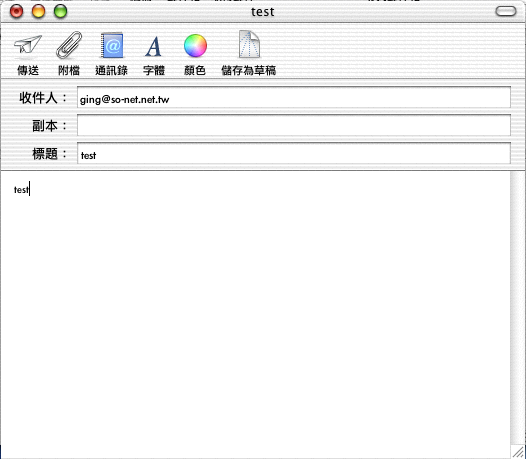 test
傳送 附檔 通訊錄 字體 顏色 儲存為草稿
收件人： ging@so-net.net.tw
副本：
標題： test
test